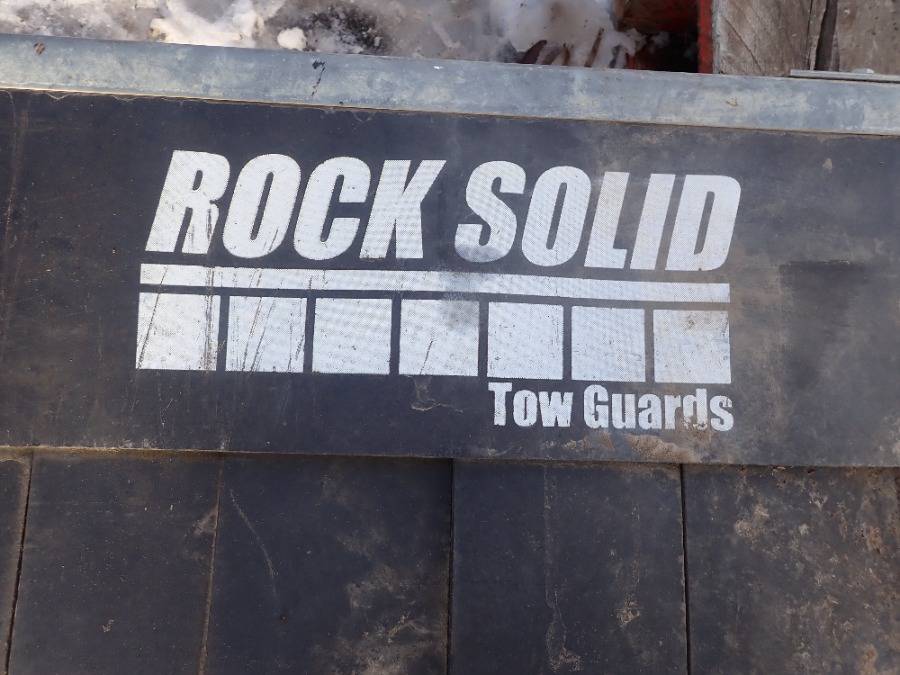 ROCK SOLID
Tow Guards